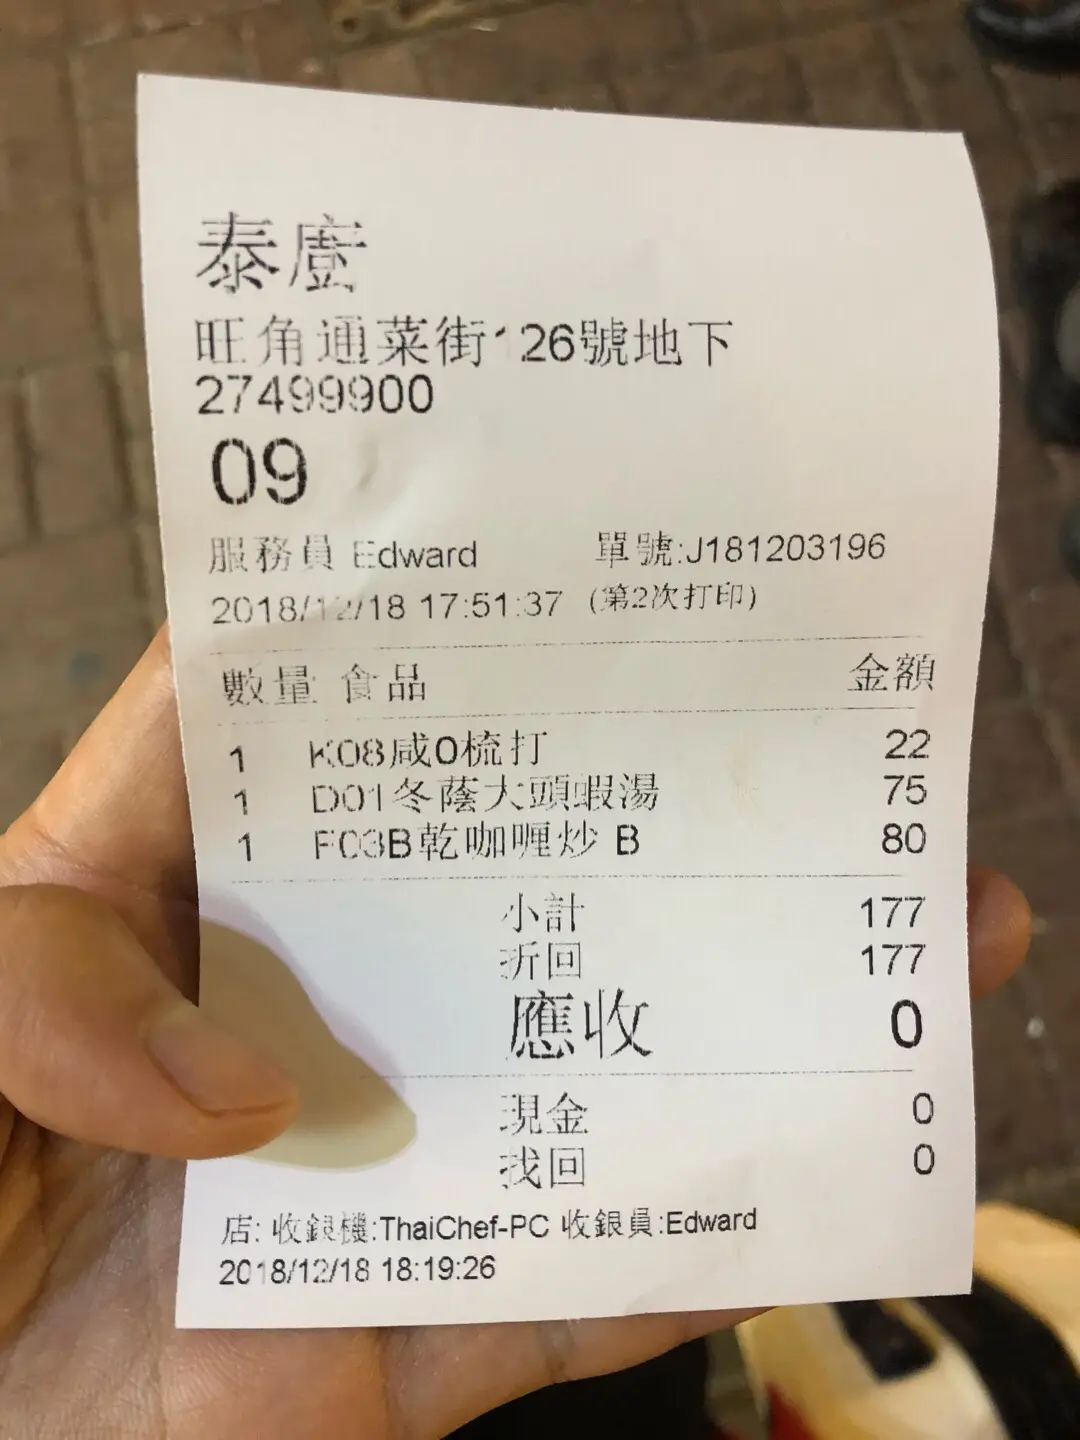 泰廚
旺角通菜街126號地下
27499900
09
服務員 Edward 單號:J181203196
2018/12/18 17:51:37 (第2次打印)
數量 食品 金額
1 K08咸0梳打 22
1 D01冬蔭大頭蝦湯 75
1 F03B乾咖喱炒 B 80
小計 177
折回 177
應收 0
現金 0
找回 0
店: 收銀機:ThaiChef-PC 收銀員:Edward
2018/12/18 18:19:26